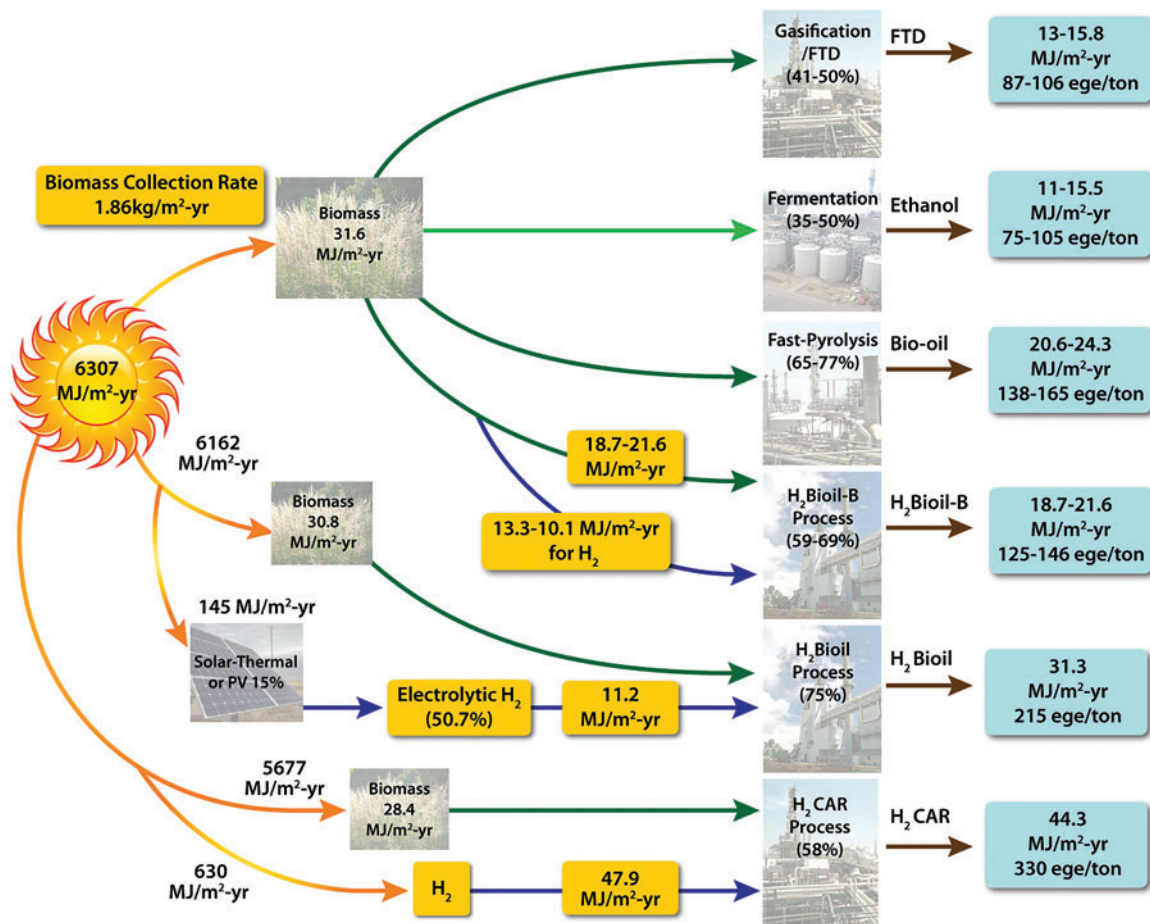 Biomass Collection Rate
1.86kg/m²-yr
6307
MJ/m²-yr
Biomass
31.6
MJ/m²-yr
Gasification
/FTD
(41-50%)
FTD
13-15.8
MJ/m²-yr
87-106 ege/ton
Fermentation
(35-50%)
Ethanol
11-15.5
MJ/m²-yr
75-105 ege/ton
Fast-Pyrolysis
(65-77%)
Bio-oil
20.6-24.3
MJ/m²-yr
138-165 ege/ton
18.7-21.6
MJ/m²-yr
13.3-10.1 MJ/m²-yr
for H₂
H₂Bioil-B
Process
(59-69%)
H₂Bioil-B
18.7-21.6
MJ/m²-yr
125-146 ege/ton
6162
MJ/m²-yr
Biomass
30.8
MJ/m²-yr
145 MJ/m²-yr
Solar-Thermal
or PV 15%
Electrolytic H₂
(50.7%)
11.2
MJ/m²-yr
H₂Bioil
Process
(75%)
H₂Bioil
31.3
MJ/m²-yr
215 ege/ton
5677
MJ/m²-yr
Biomass
28.4
MJ/m²-yr
630
MJ/m²-yr
H₂
47.9
MJ/m²-yr
H₂CAR
Process
(58%)
H₂CAR
44.3
MJ/m²-yr
330 ege/ton